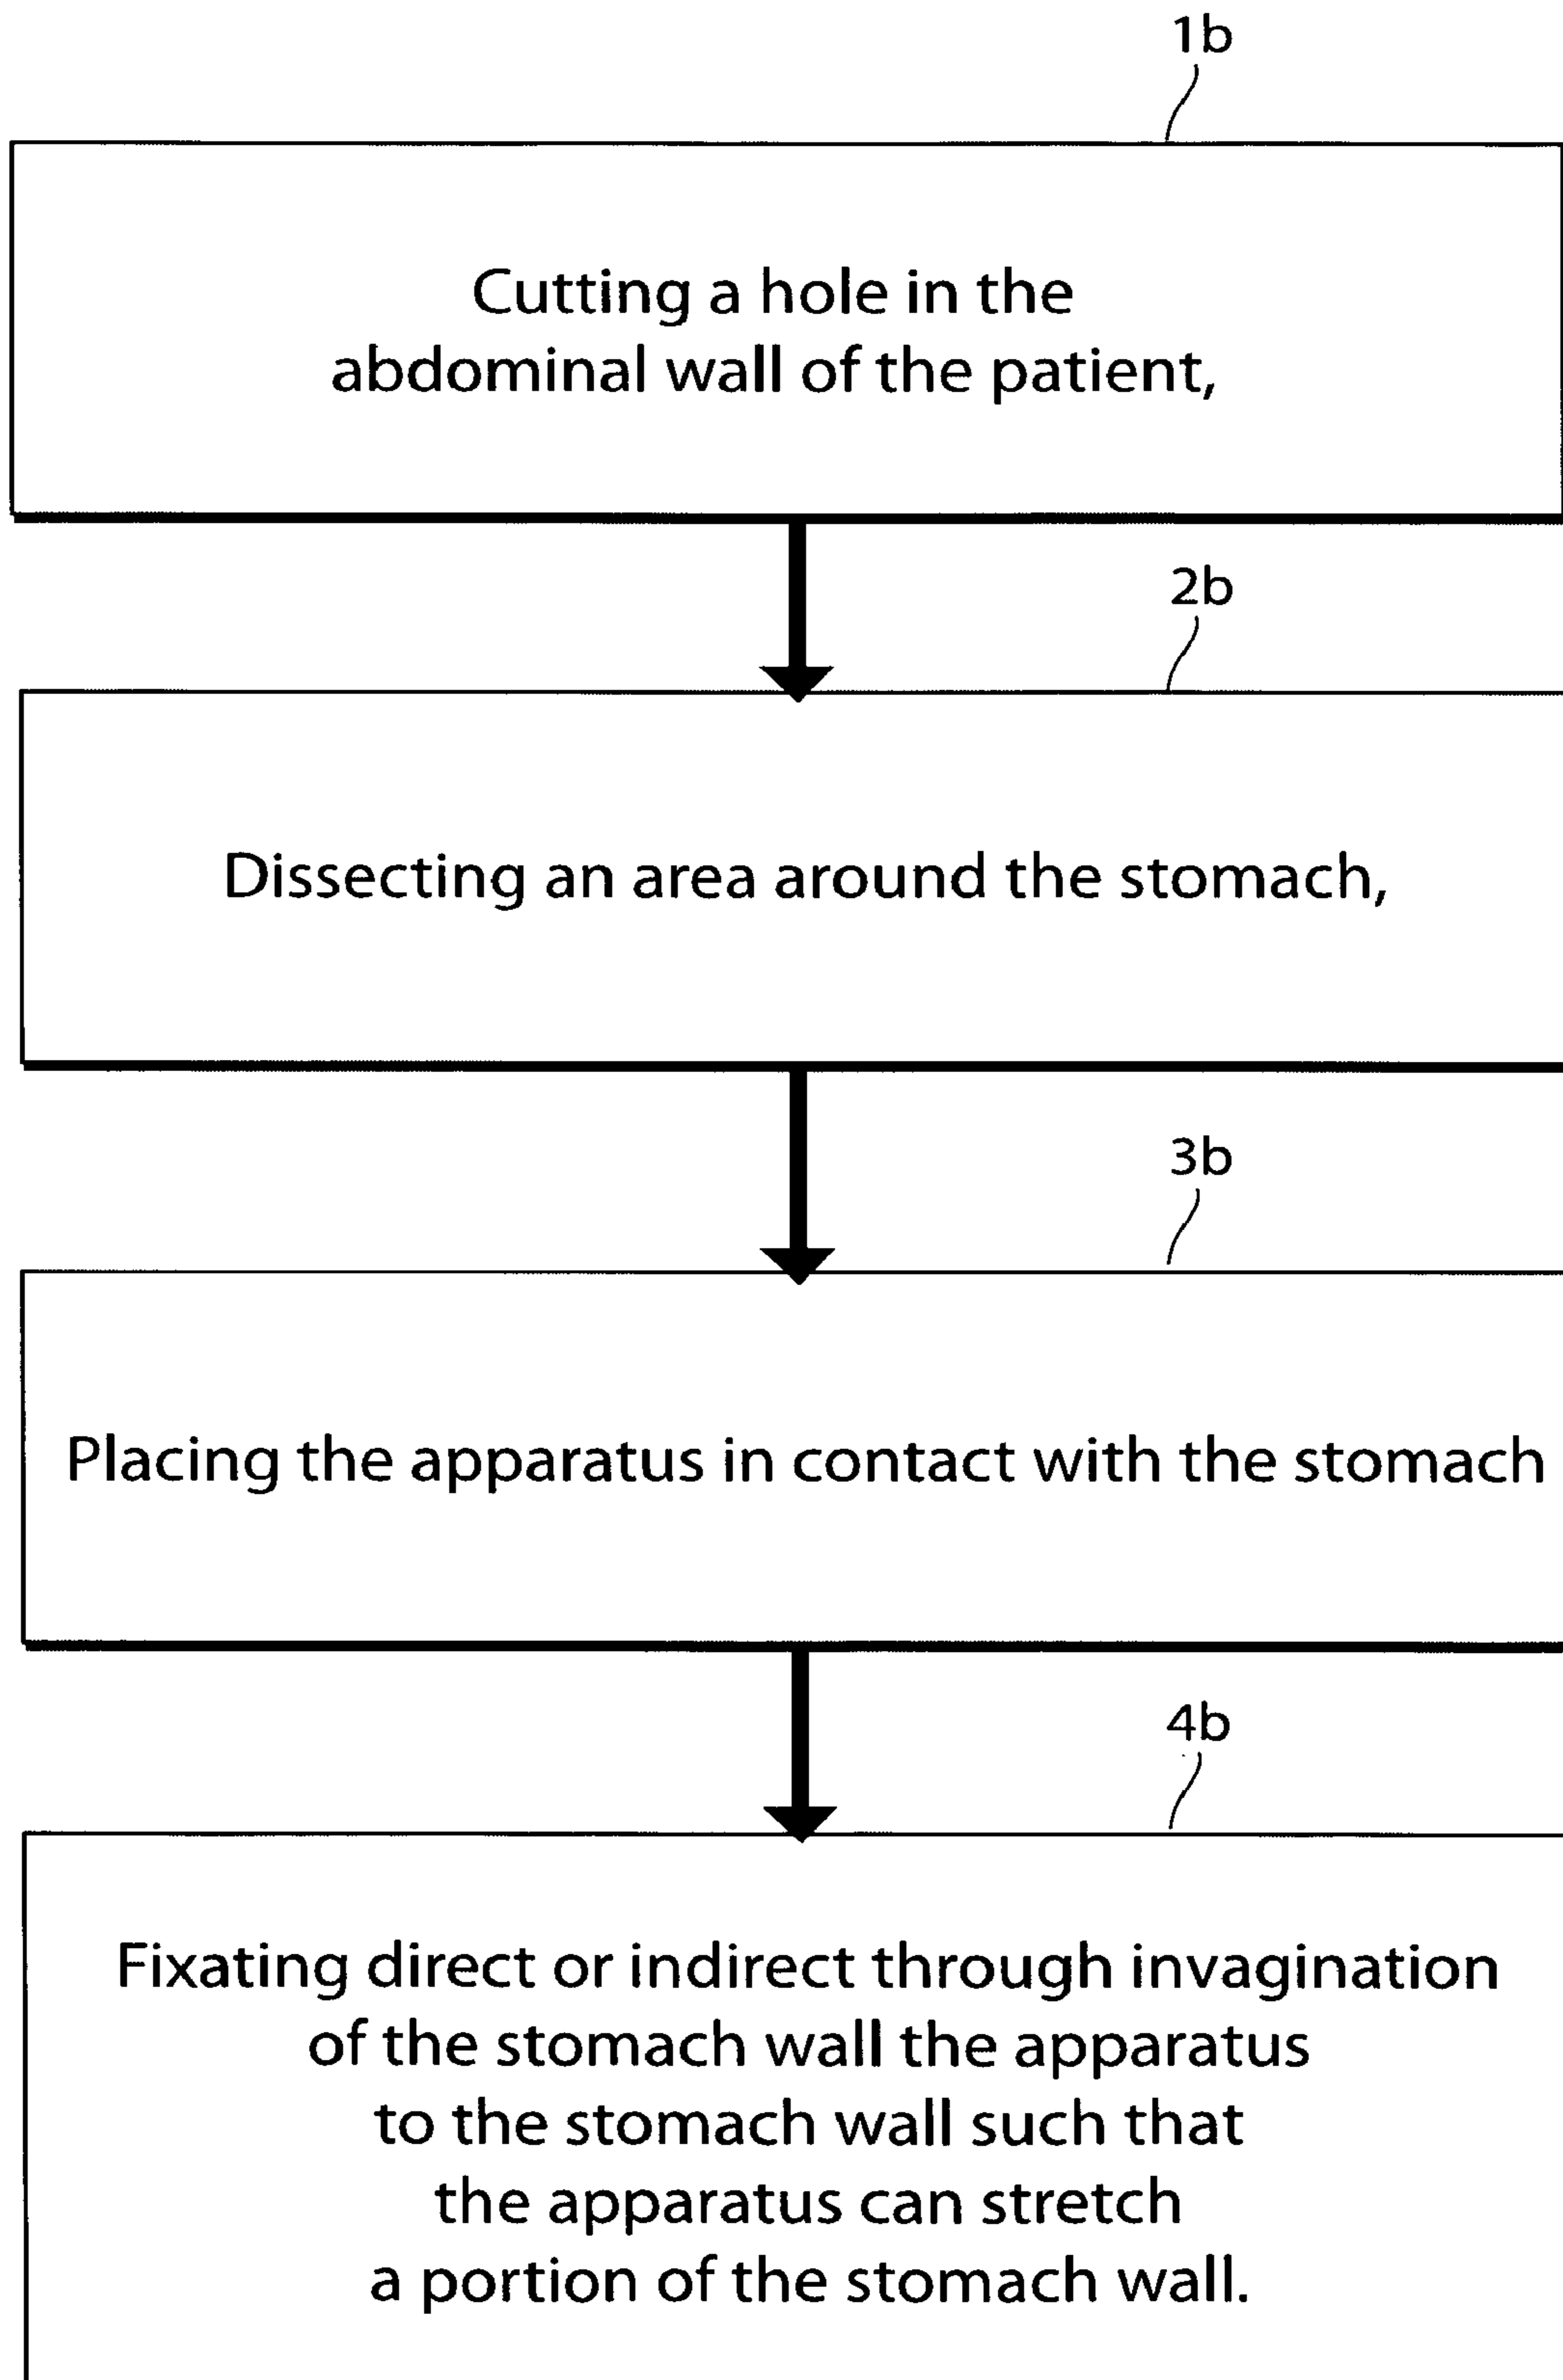 1b
Cutting a hole in the
abdominal wall of the patient,
2b
Dissecting an area around the stomach,
3b
Placing the apparatus in contact with the stomach
4b
Fixating direct or indirect through invagination
of the stomach wall the apparatus
to the stomach wall such that
the apparatus can stretch
a portion of the stomach wall.